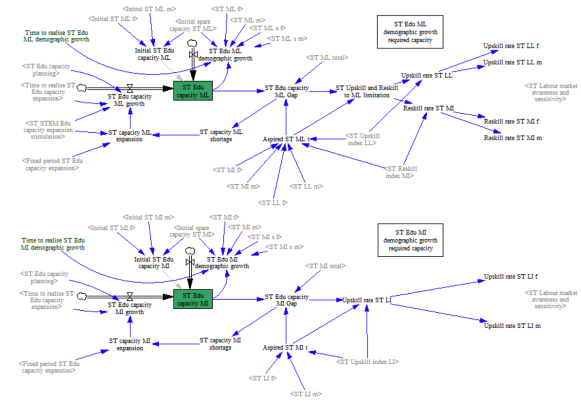 <Initial ST ML m>
<Initial ST ML f>
<Initial spare
capacity ST ML>
<ST ML f>
<ST ML m>
<ST ML s f>
<ST ML s m>
Time to realise ST Edu
ML demographic growth
Initial ST Edu
capacity ML
ST Edu ML
demographic growth
ST Edu ML
demographic growth
required capacity
<ST Edu capacity
planning>
<Time to realise ST
Edu capacity
expansion>
ST Edu capacity
ML growth
ST Edu
capacity ML
<ST ML total>
ST Edu capacity
ML Gap
ST Upskill and Reskill
to ML limitation
Upskill rate ST LL
Upskill rate ST LL f
Upskill rate ST LL m
<ST Labour market
awareness and
sensitivity>
Reskill rate ST MI
Reskill rate ST MI f
Reskill rate ST MI m
<ST STEM Edu
capacity expansion
stimulation>
ST capacity ML
expansion
ST capacity ML
shortage
Aspired ST ML t
<ST Upskill
index LL>
<Fixed period ST Edu
capacity expansion>
<ST MI f>
<ST MI m>
<ST LL m>
<ST LL f>
<ST Reskill
index MI>
<Initial ST MI m>
<Initial ST MI f>
<Initial spare
capacity ST MI>
<ST MI f>
<ST MI m>
<ST MI s f>
<ST MI s m>
Time to realise ST Edu
MI demographic growth
Initial ST Edu
capacity MI
ST Edu MI
demographic growth
ST Edu MI
demographic growth
required capacity
<ST Edu capacity
planning>
<Time to realise ST
Edu capacity
expansion>
ST Edu capacity
MI growth
ST Edu
capacity MI
<ST MI total>
ST Edu capacity
MI Gap
Upskill rate ST LI
Upskill rate ST LI f
<ST Labour market
awareness and
sensitivity>
Upskill rate ST LI m
ST capacity MI
expansion
ST capacity MI
shortage
Aspired ST MI t
<Fixed period ST Edu
capacity expansion>
<ST Upskill index LI>
<ST LI f>
<ST LI m>